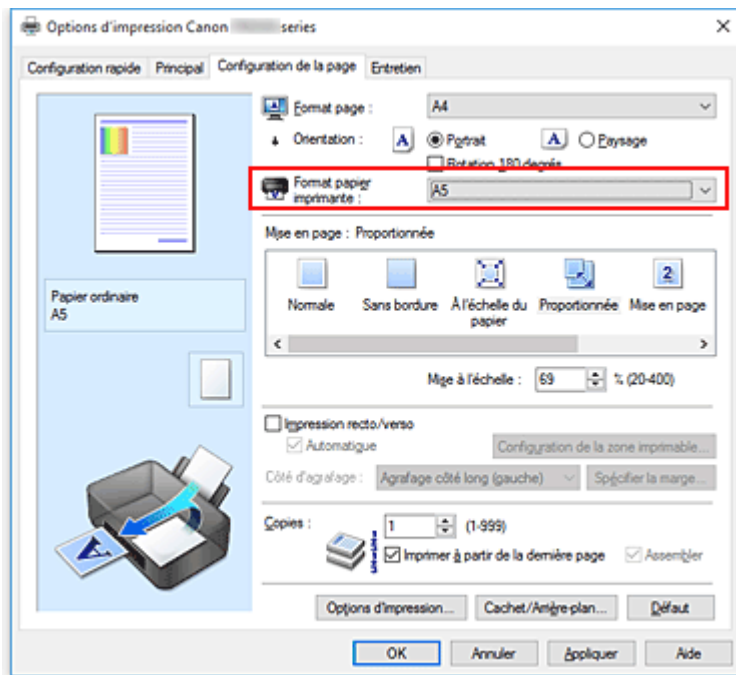 Options d'impression Canon series
Configuration rapide Principal Configuration de la page Entretien
Format page : A4
Orientation : A Portrait A Paysage
Rotation 180 degrés
Format papier imprimante : A5
Mise en page : Proportionnée
Papier ordinaire
A5
2
Normale Sans bordure À l'échelle du papier Proportionnée Mise en page
Mise à l'échelle : 69 % (20-400)
Impression recto/verso
Automatique Configuration de la zone imprimable...
Côté d'agrafage : Agrafage côté long (gauche) Spécifier la marge...
Copies : 1 (1-999)
Imprimer à partir de la dernière page Assembler
A
Options d'impression... Cachet/Arrière-plan... Défaut
OK Annuler Appliquer Aide